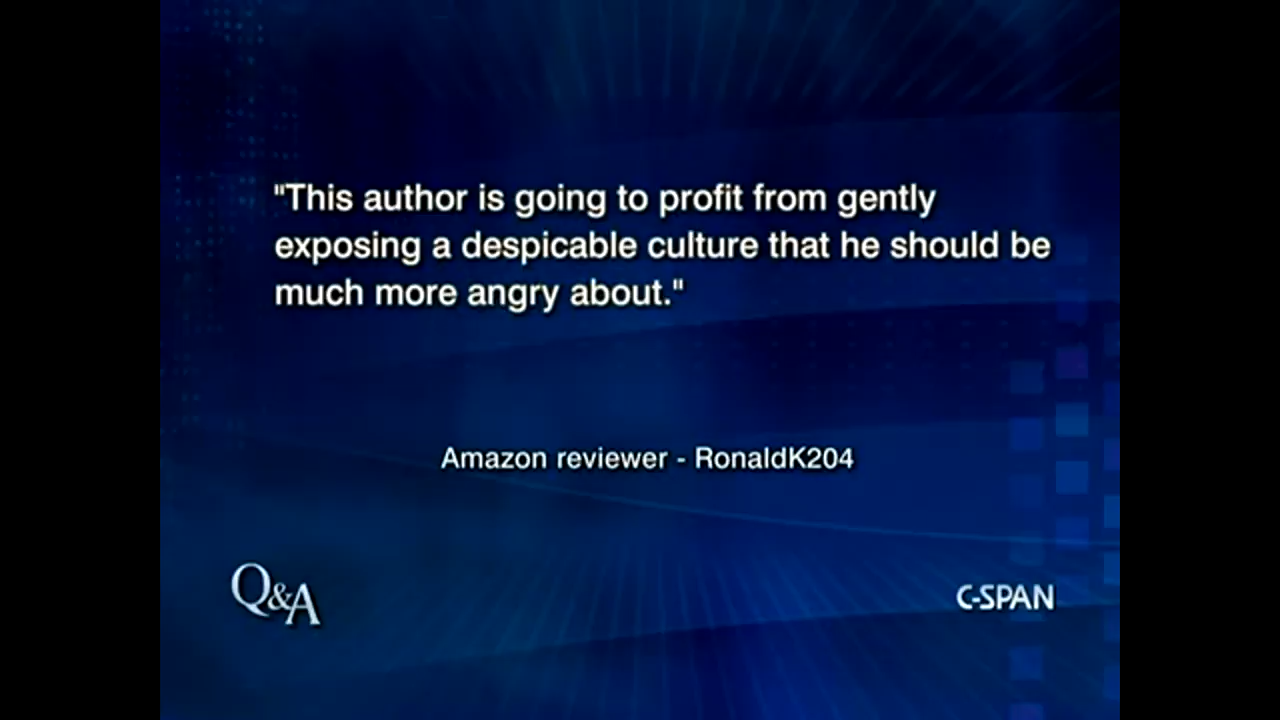 "This author is going to profit from gently
exposing a despicable culture that he should be
much more angry about."
Amazon reviewer - RonaldK204
Q&A
C-SPAN